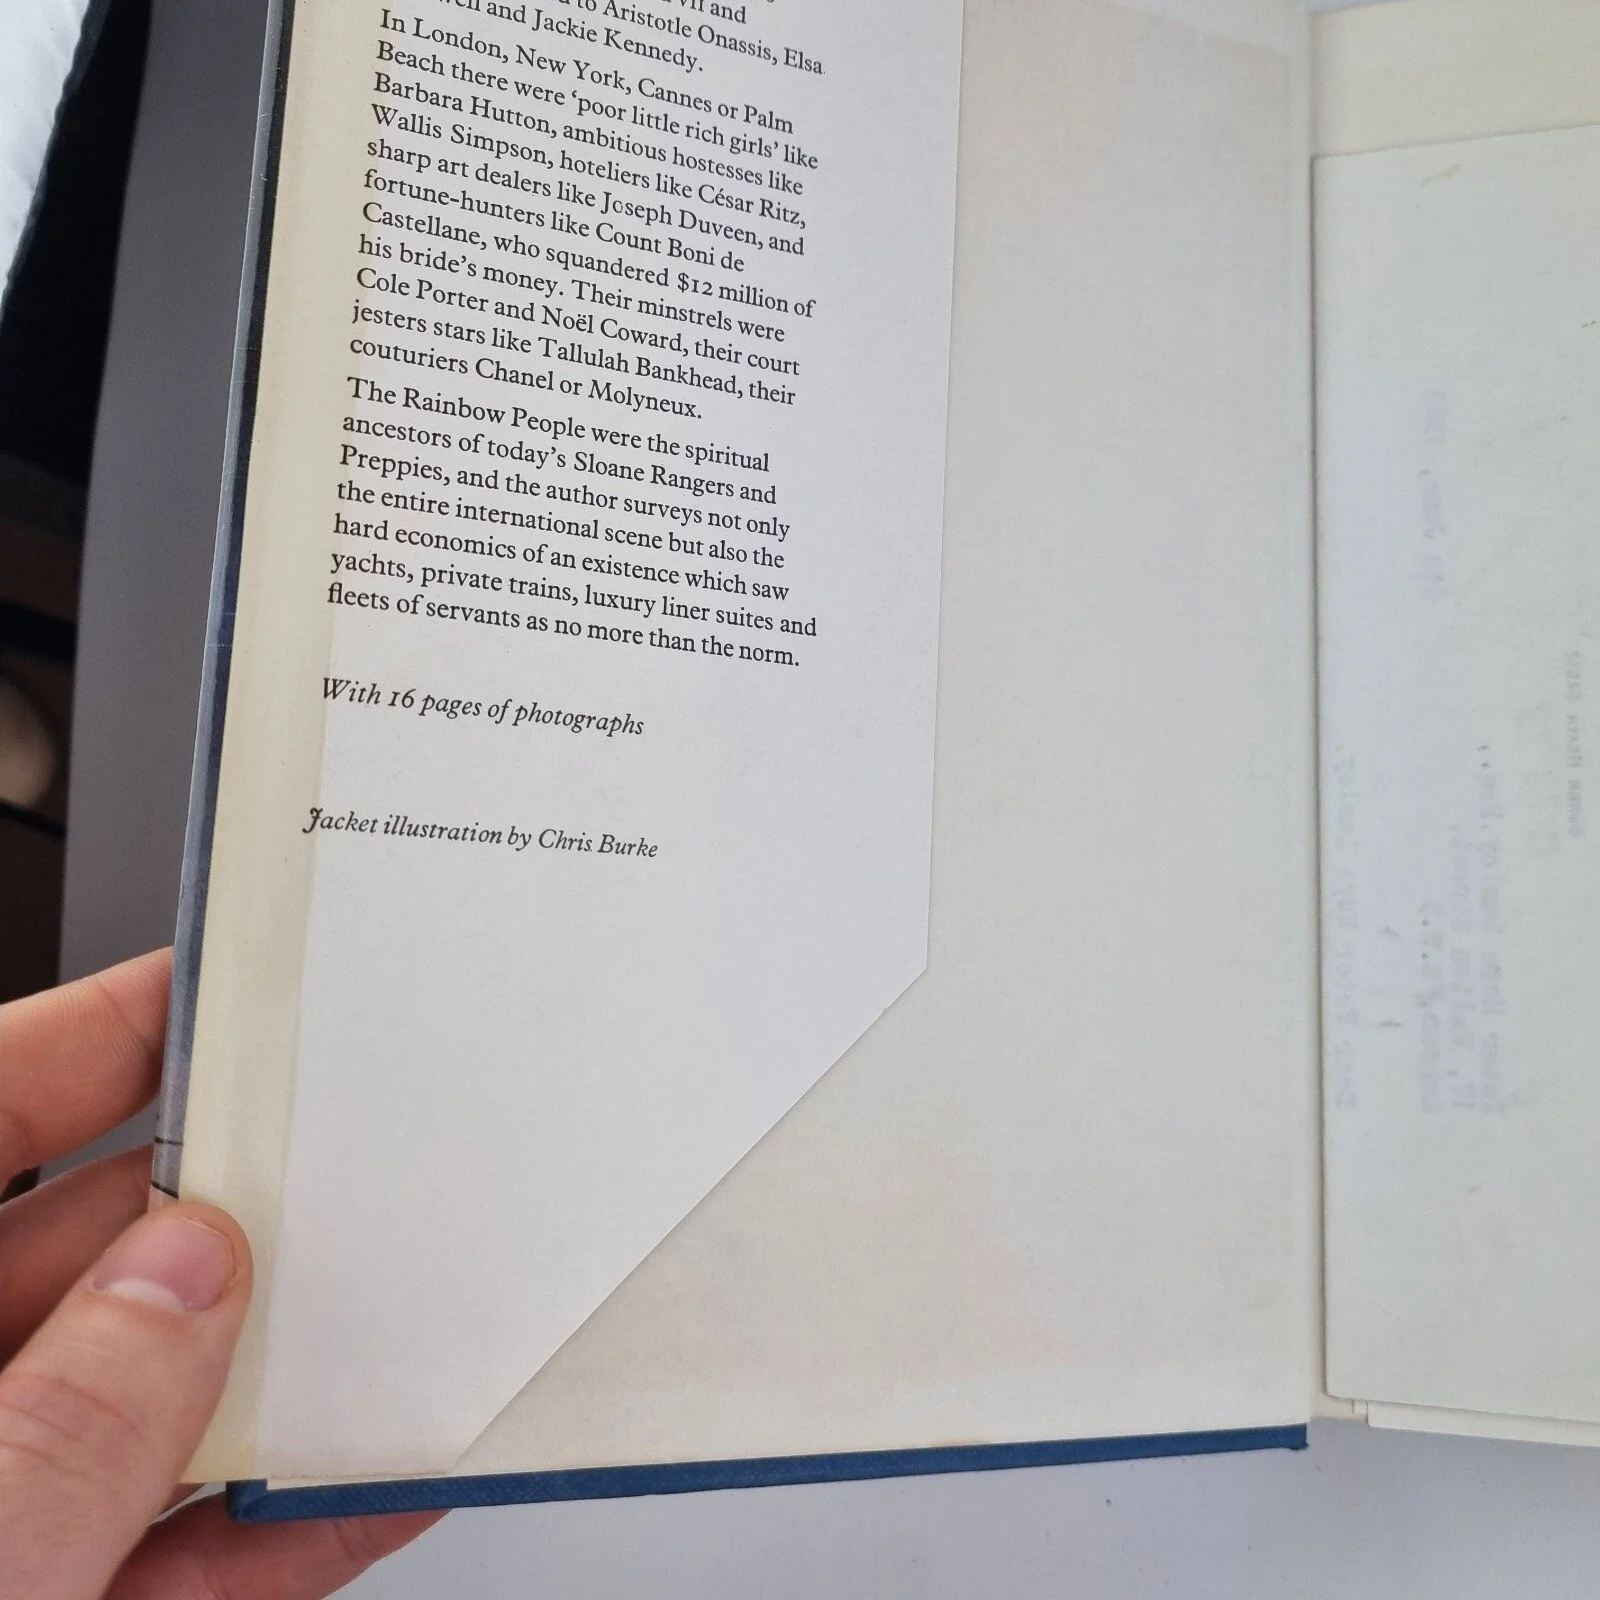 VII and
to Aristotle Onassis, Elsa
and Jackie Kennedy.
In London, New York, Cannes or Palm
Beach there were ‘poor little rich girls’ like
Barbara Hutton, ambitious hostesses like
Wallis Simpson, hoteliers like César Ritz,
sharp art dealers like Joseph Duveen, and
fortune-hunters like Count Boni de
Castellane, who squandered $12 million of
his bride’s money. Their minstrels were
Cole Porter and Noël Coward, their court
jesters stars like Tallulah Bankhead, their
couturiers Chanel or Molyneux.
The Rainbow People were the spiritual
ancestors of today’s Sloane Rangers and
Preppies, and the author surveys not only
the entire international scene but also the
hard economics of an existence which saw
yachts, private trains, luxury liner suites and
fleets of servants as no more than the norm.
With 16 pages of photographs
Jacket illustration by Chris Burke